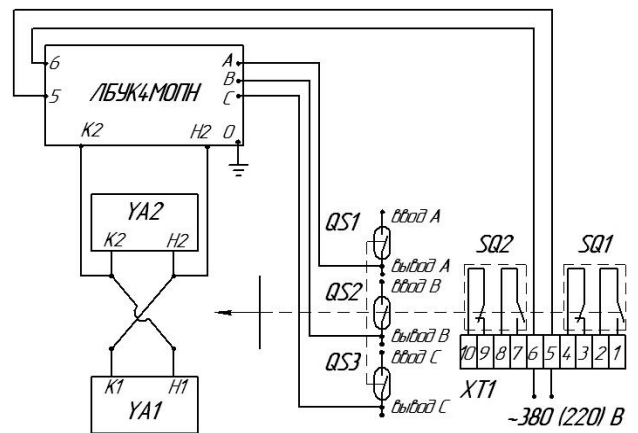 6
5
ЛБУК4МОПН
A
B
C
K2
H2
O
YA2
K2
H2
K1
H1
YA1
QS1
ввод A
вывод A
QS2
ввод B
вывод B
QS3
ввод C
вывод C
SQ2
SQ1
10 9 8 7 6 5 4 3 2 1
XT1
~380 (220) В